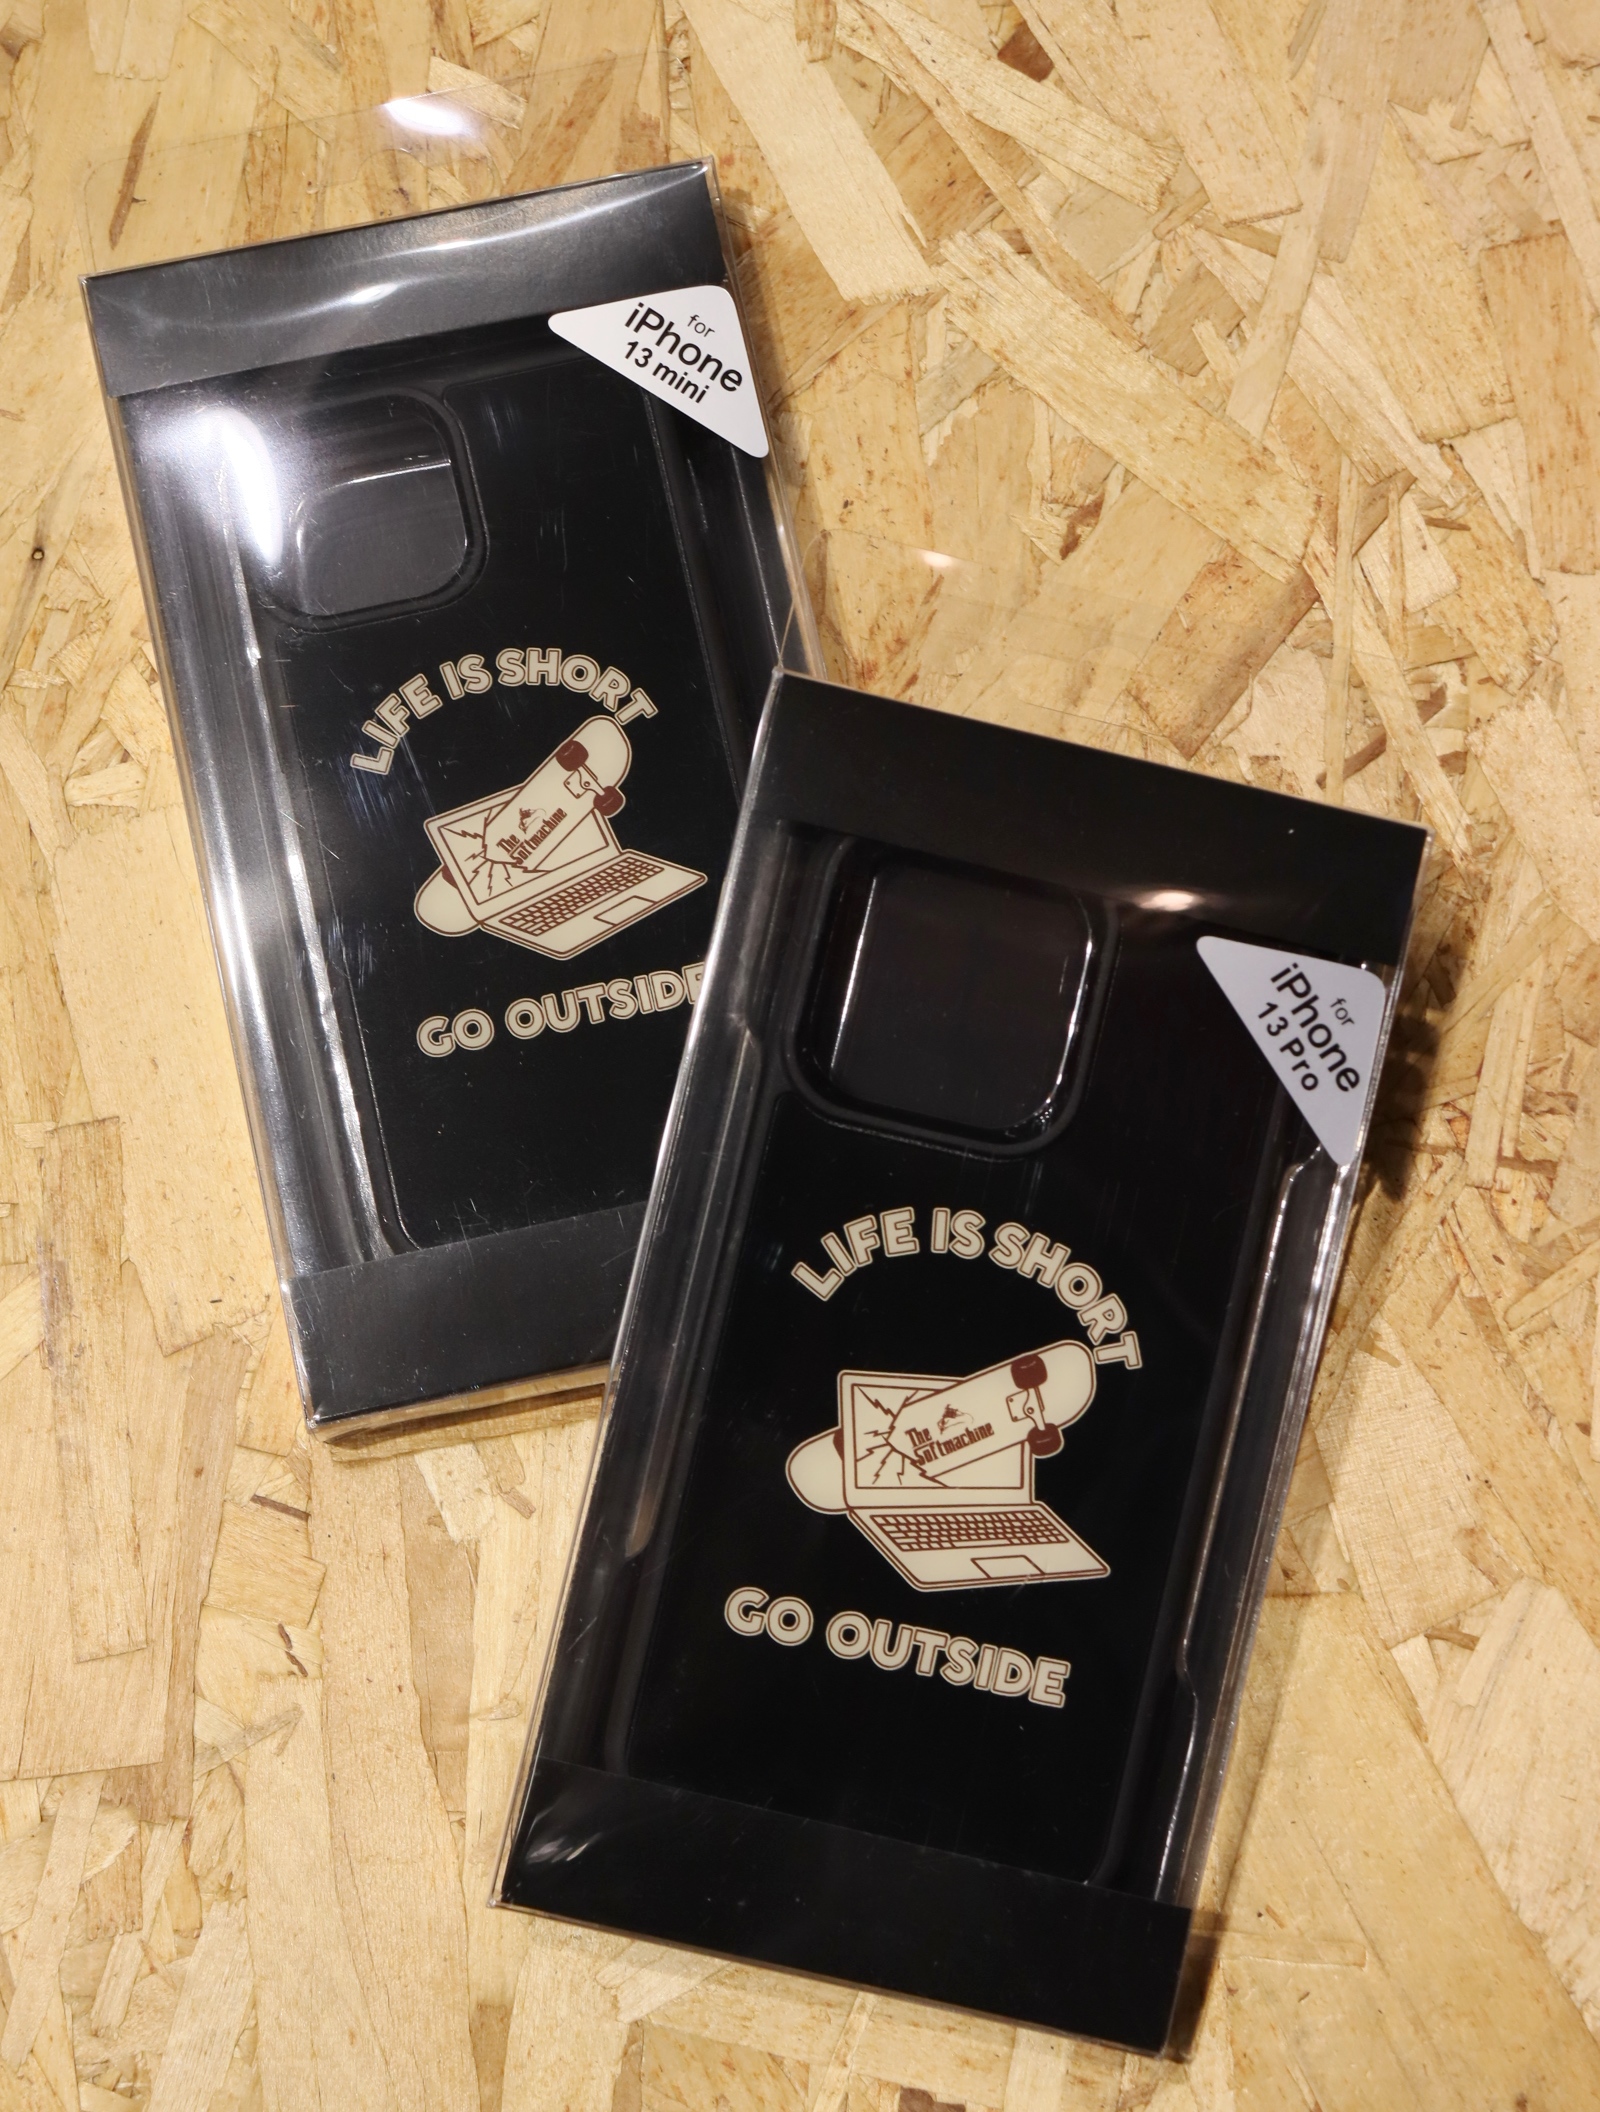 for
iPhone
13 mini
LIFE IS SHORT
The
Softmachine
GO OUTSIDE
for
iPhone
13 Pro
LIFE IS SHORT
The
Softmachine
GO OUTSIDE